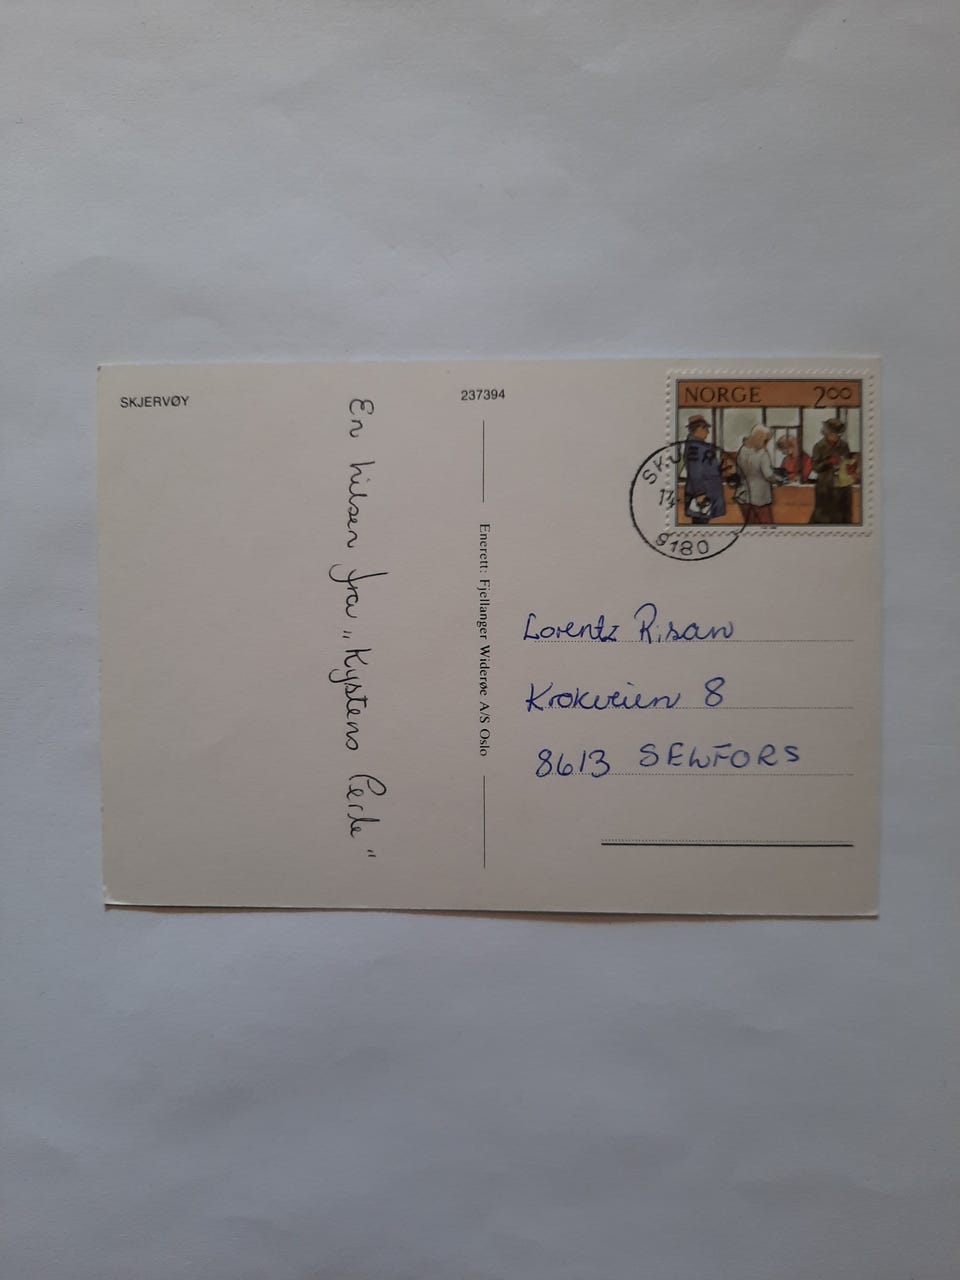 SKJERVØY
En hilsen fra „Kystens Perle"
237394
Enerett: Fjellanger Widerøe A/S Oslo
NORGE 2.00
SKJERV
9180
Lorentz Risan
Krokveien 8
8613 SELFORS